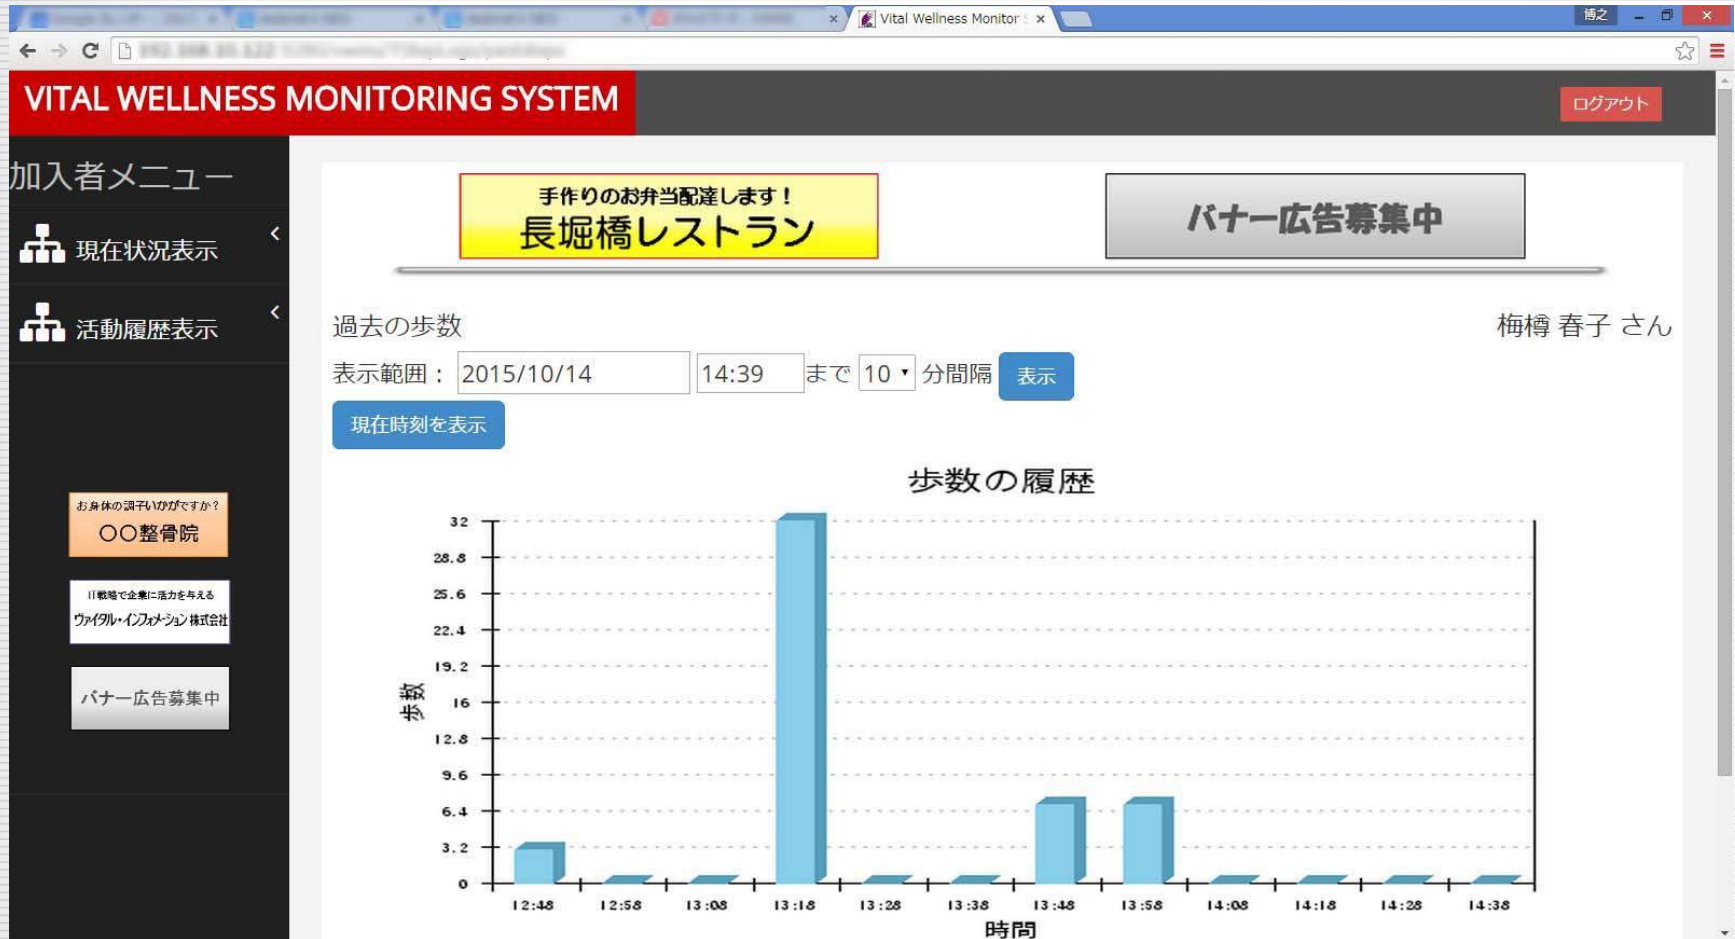 Vital Wellness Monitor
博之
VITAL WELLNESS MONITORING SYSTEM
ログアウト
加入者メニュー
現在状況表示
活動履歴表示
お身体の調子いかがですか?
〇〇整骨院
IT戦略で企業に活力を与える
ヴァイタル・インフォメーション株式会社
バナー広告募集中
手作りのお弁当配達します!
長堀橋レストラン
バナー広告募集中
過去の歩数
梅樽 春子 さん
表示範囲: 2015/10/14 14:39 まで 10 分間隔 表示
現在時刻を表示
歩数の履歴
歩数
32
28.8
25.6
22.4
19.2
16
12.8
9.6
6.4
3.2
0
12:48 12:58 13:08 13:18 13:28 13:38 13:48 13:58 14:08 14:18 14:28 14:38
時間